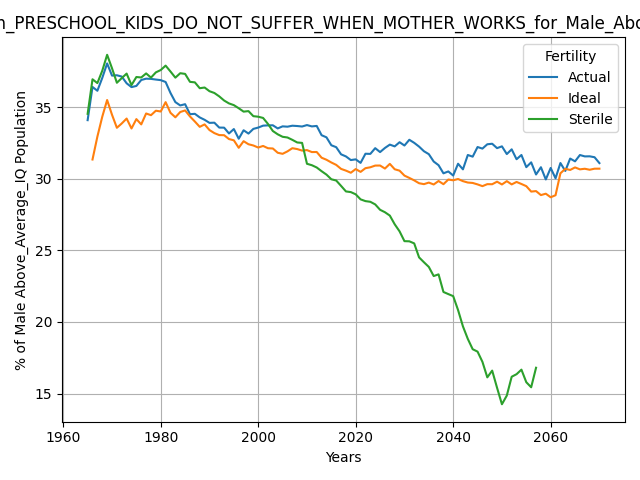 PRESCHOOL_KIDS_DO_NOT_SUFFER_WHEN_MOTHER_WORKS_for_Male_
Fertility
Actual
Ideal
Sterile
% of Male Above_Average_IQ Population
35
30
25
20
15
1960
1980
2000
2020
2040
2060
Years